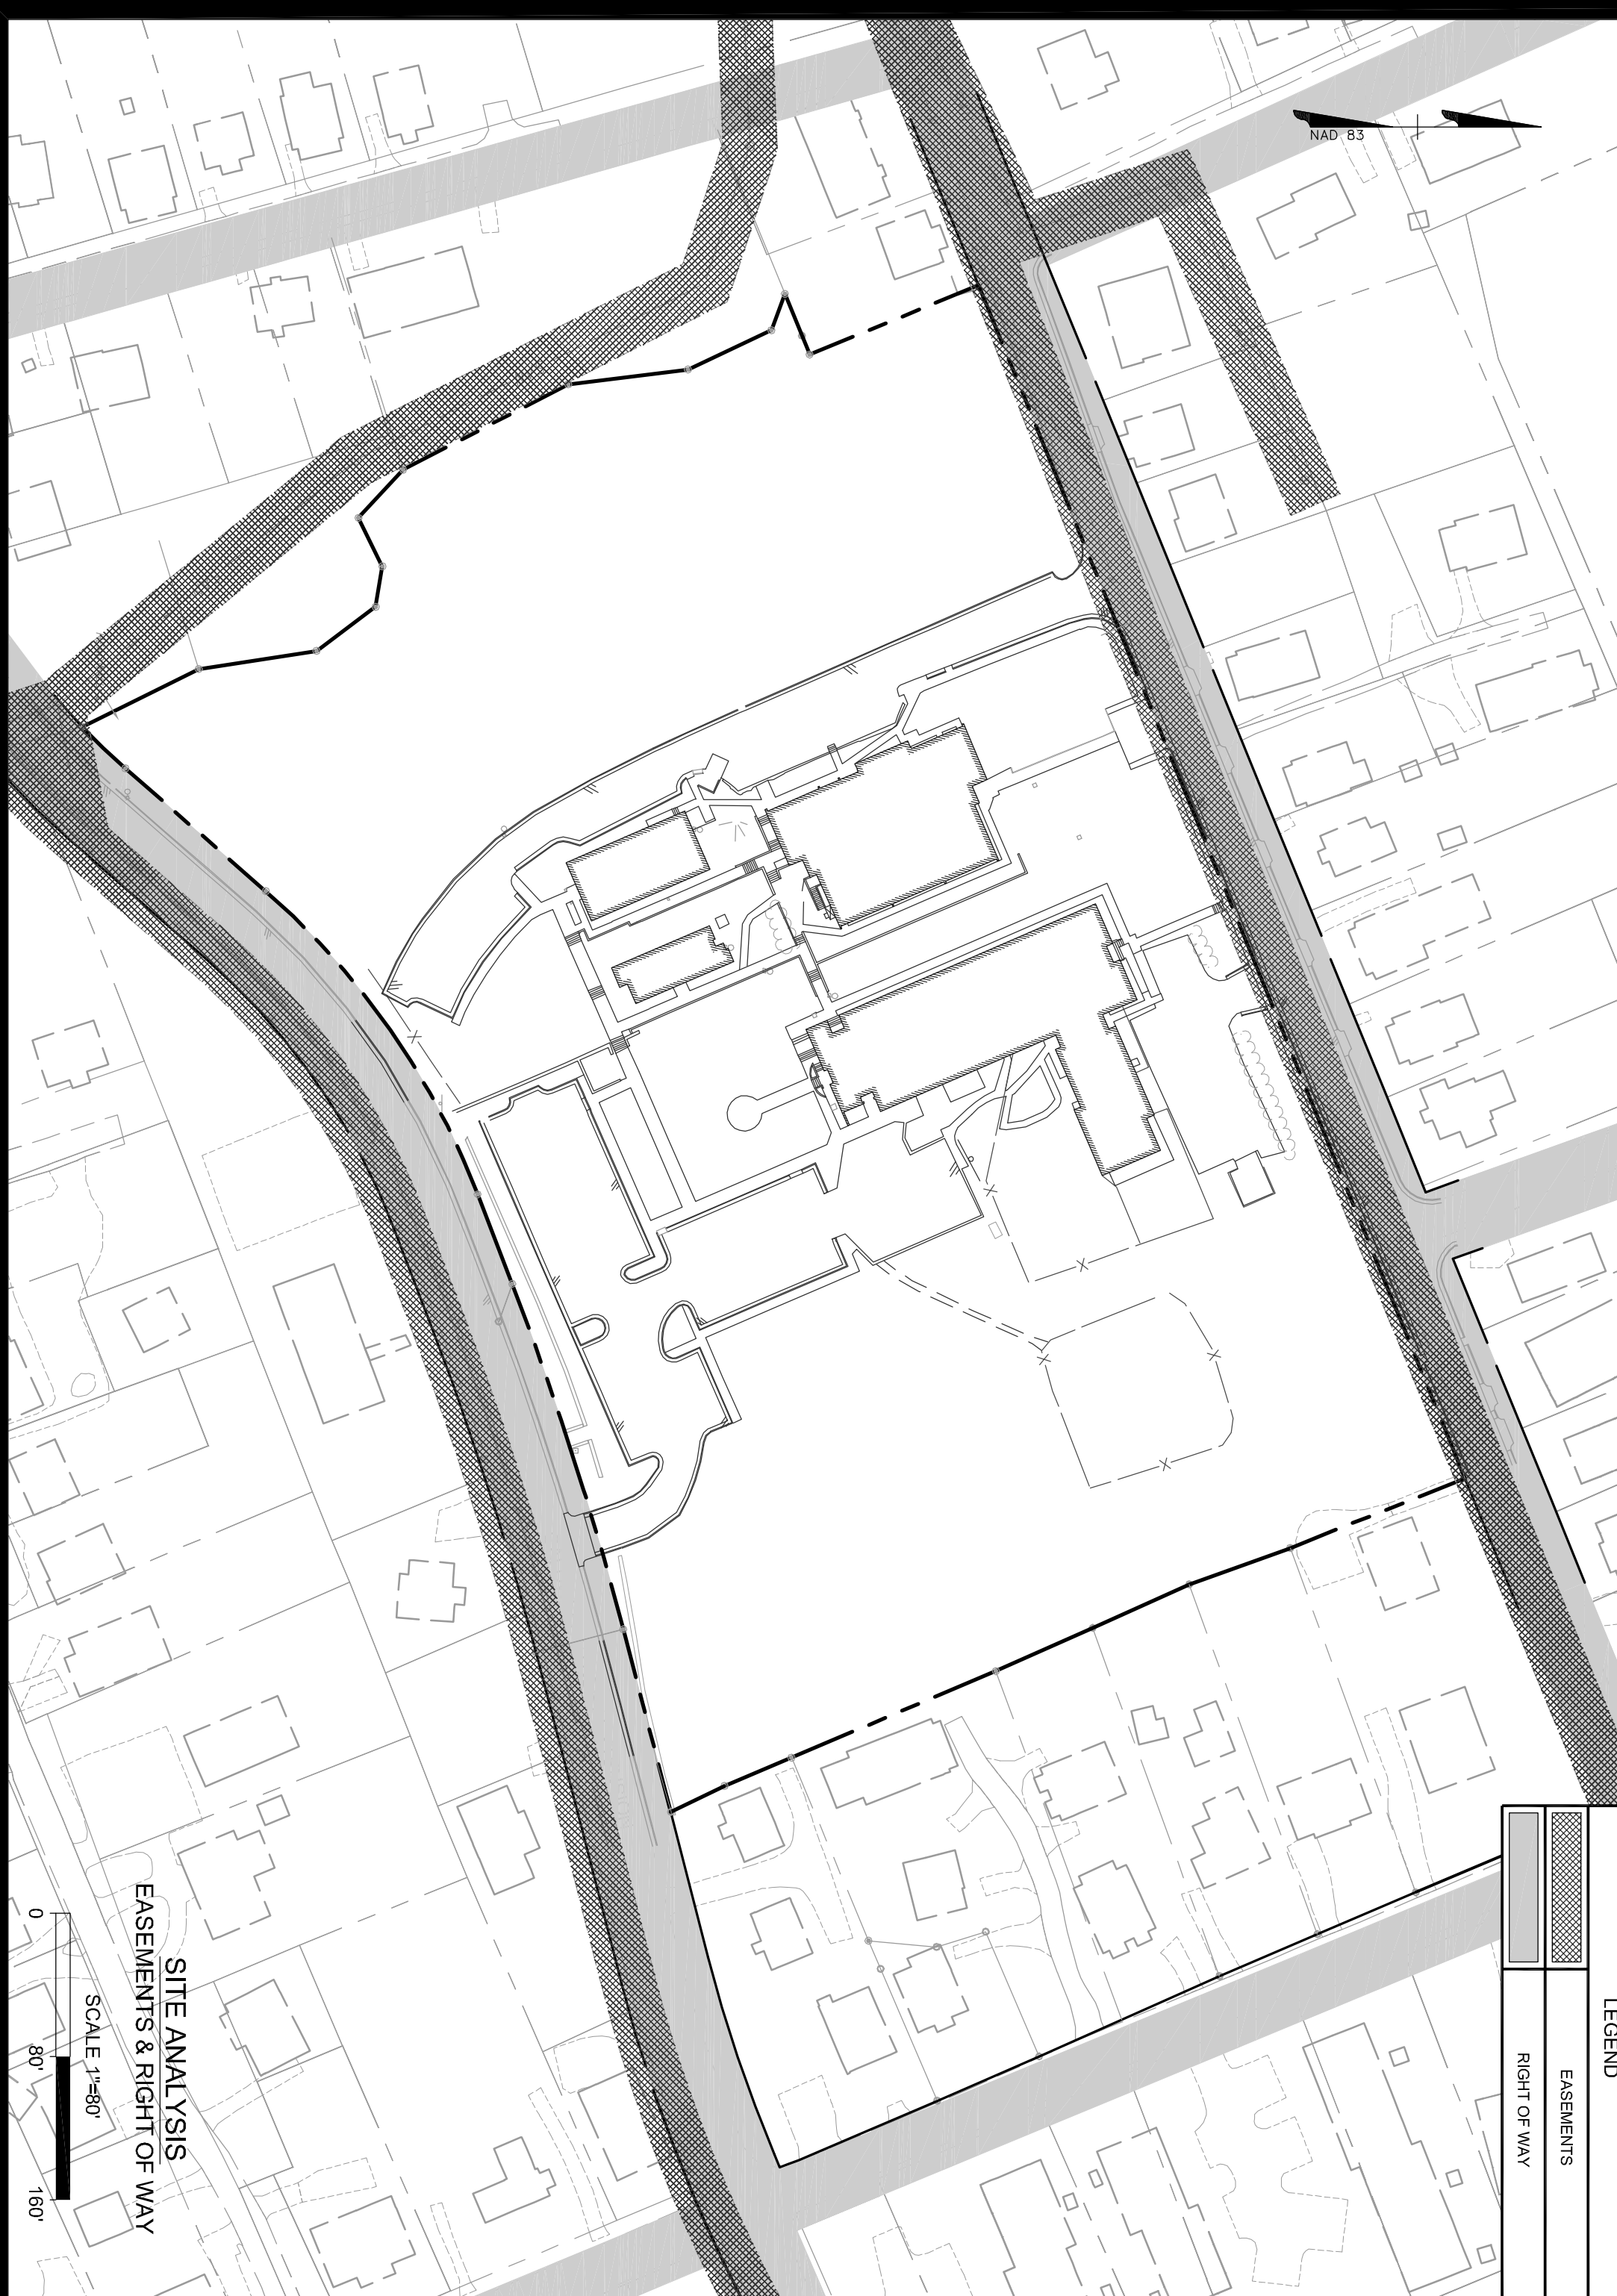 NAD 83
LEGEND
EASEMENTS
RIGHT OF WAY
SITE ANALYSIS
EASEMENTS & RIGHT OF WAY
SCALE 1"=80'
0 80' 160'